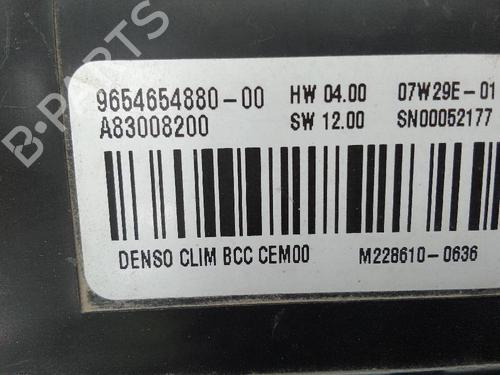 9654654880-00 HW 04.00 07W29E-01
A83008200 SW 12.00 SN00052177
DENSO CLIM BCC CEM00 M228610-0636
B-PARTS